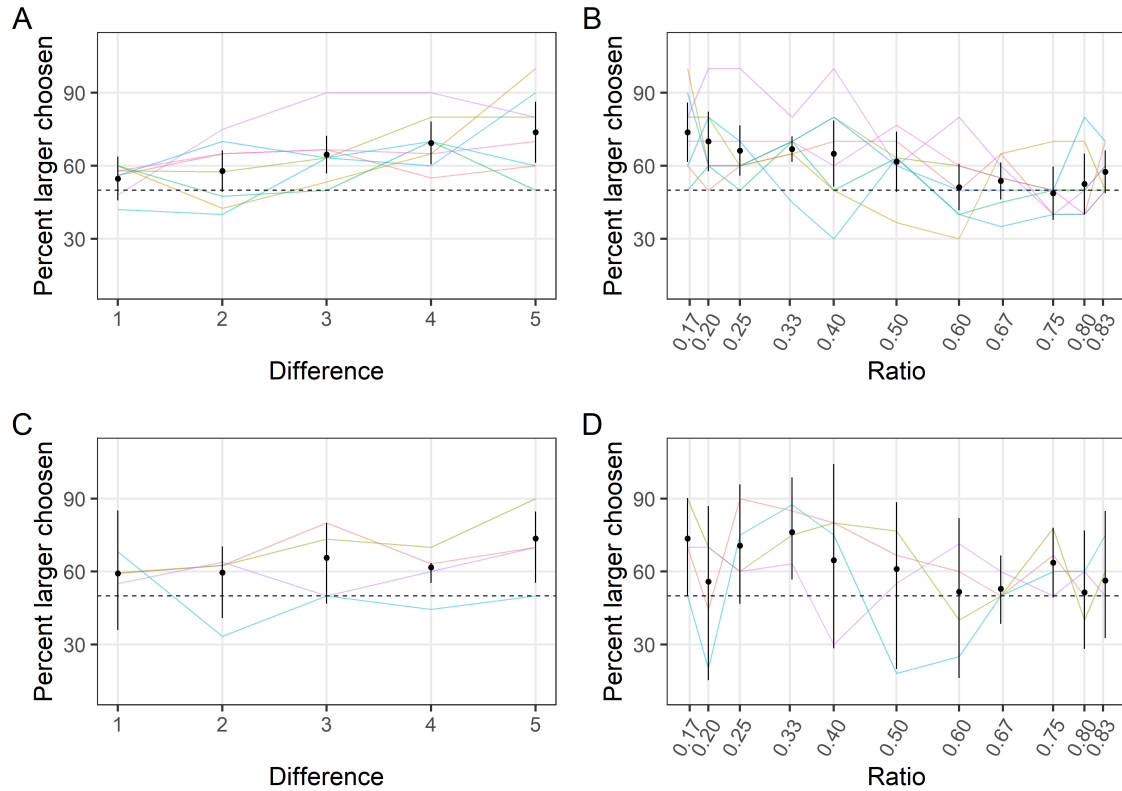 A
Percent larger choosen
90
60
30
1 2 3 4 5
Difference
B
Percent larger choosen
90
60
30
0.17 0.20 0.25 0.33 0.40 0.50 0.60 0.67 0.75 0.80 0.83
Ratio
C
Percent larger choosen
90
60
30
1 2 3 4 5
Difference
D
Percent larger choosen
90
60
30
0.17 0.20 0.25 0.33 0.40 0.50 0.60 0.67 0.75 0.80 0.83
Ratio